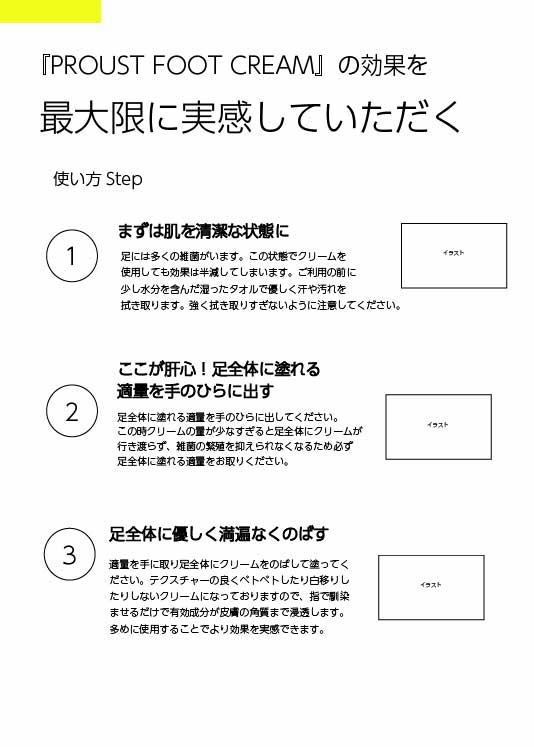 『PROUST FOOT CREAM』の効果を
最大限に実感していただく
使い方 Step
1
まずは肌を清潔な状態に
足には多くの雑菌がいます。この状態でクリームを
使用しても効果は半減してしまいます。ご利用の前に
少し水分を含んだ湿ったタオルで優しく汗や汚れを
拭き取ります。強く拭き取りすぎないように注意してください。
イラスト
2
ここが肝心！足全体に塗れる
適量を手のひらに出す
足全体に塗れる適量を手のひらに出してください。
この時クリームの量が少なすぎると足全体にクリームが
行き渡らず、雑菌の繁殖を抑えられなくなるため必ず
足全体に塗れる適量をお取りください。
イラスト
3
足全体に優しく満遍なくのばす
適量を手に取り足全体にクリームをのばして塗ってく
ださい。テクスチャーの良くベトベトしたり白移りし
たりしないクリームになっておりますので、指で馴染
ませるだけで有効成分が皮膚の角質まで浸透します。
多めに使用することでより効果を実感できます。
イラスト